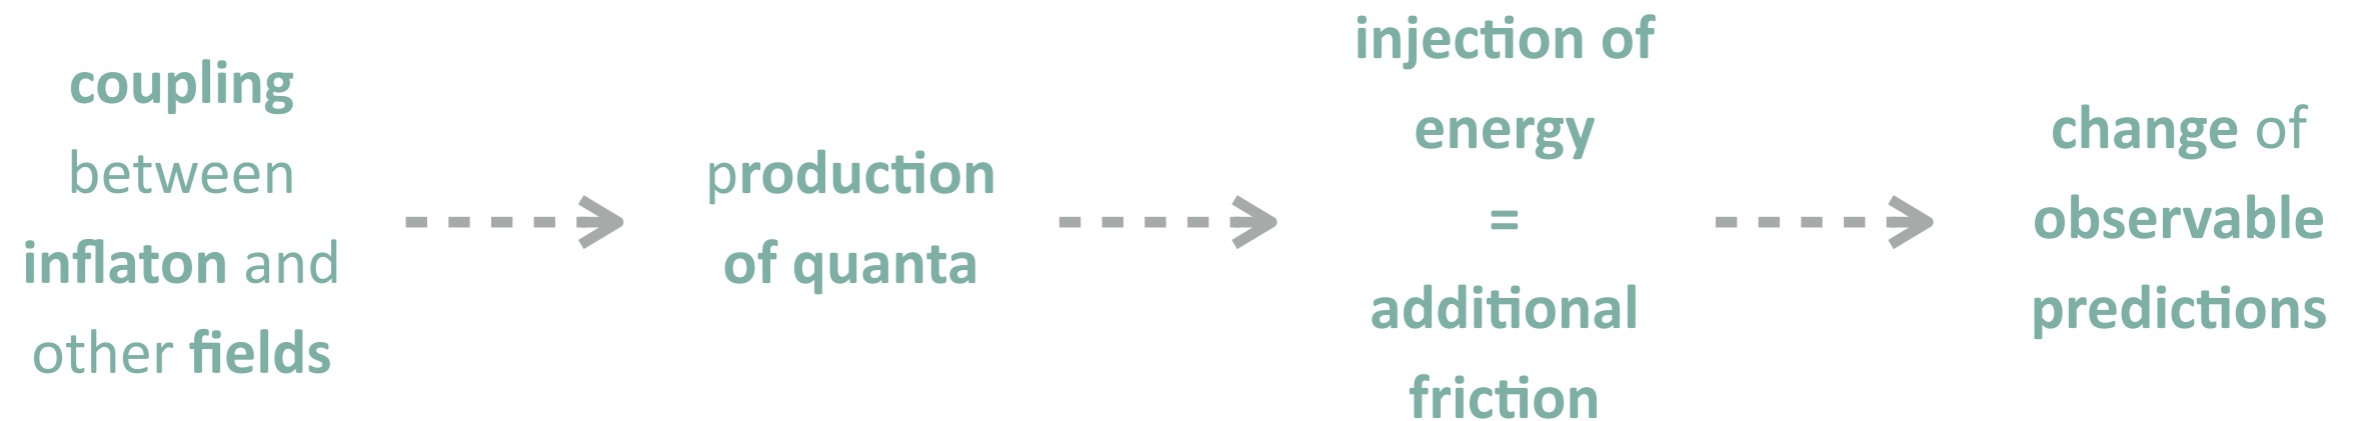 coupling
between
inflaton and
other fields
production
of quanta
injection of
energy
=
additional
friction
change of
observable
predictions